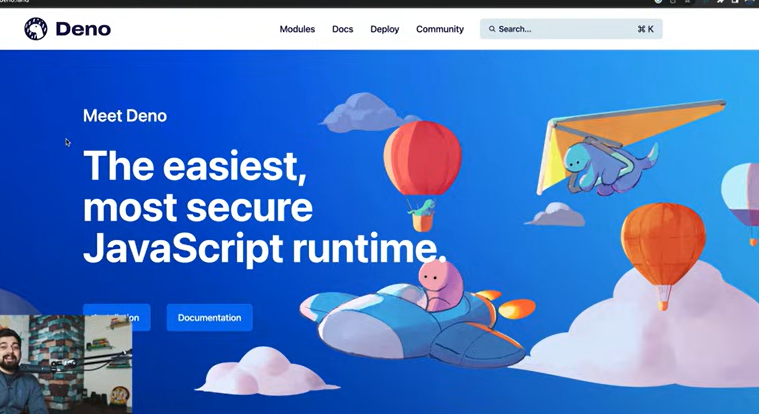 Deno
Modules Docs Deploy Community Search... ⌘ K
Meet Deno
The easiest,
most secure
JavaScript runtime.
Documentation